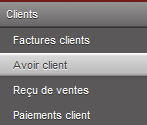 Clients
Factures clients
Avoir client
Reçu de ventes
Paiements client